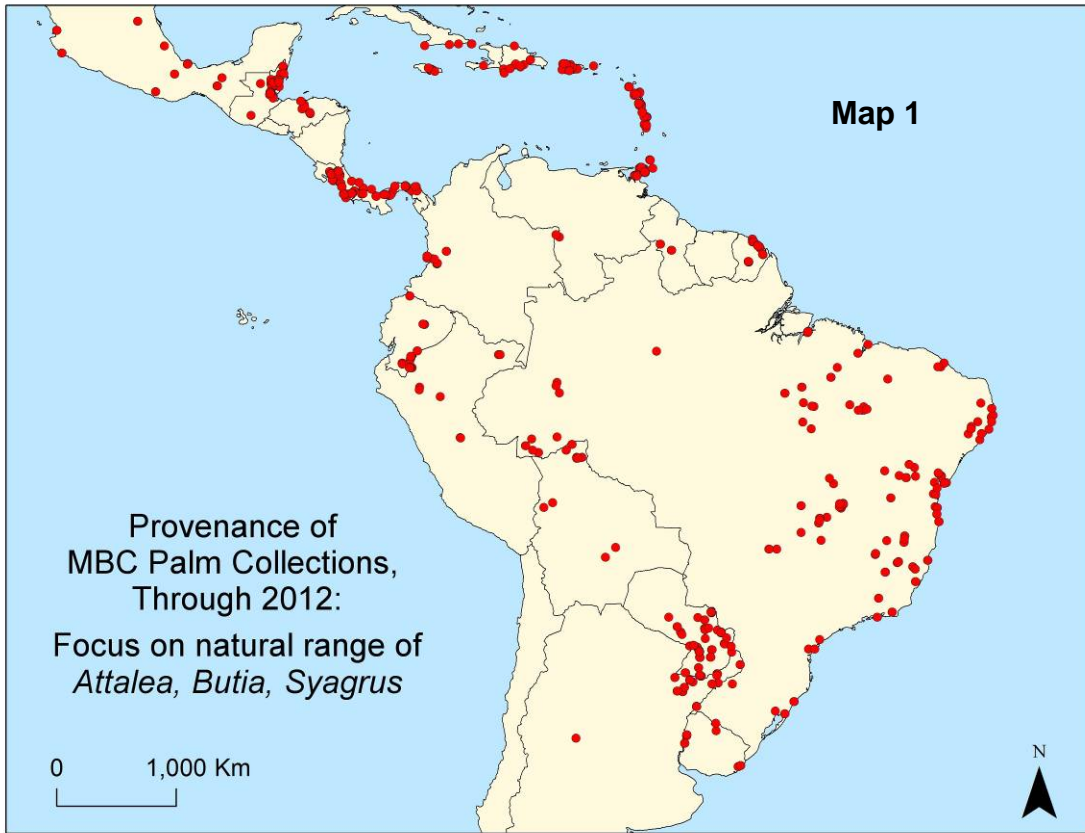 Map 1
Provenance of
MBC Palm Collections,
Through 2012:
Focus on natural range of
Attalea, Butia, Syagrus
0 1,000 Km
N